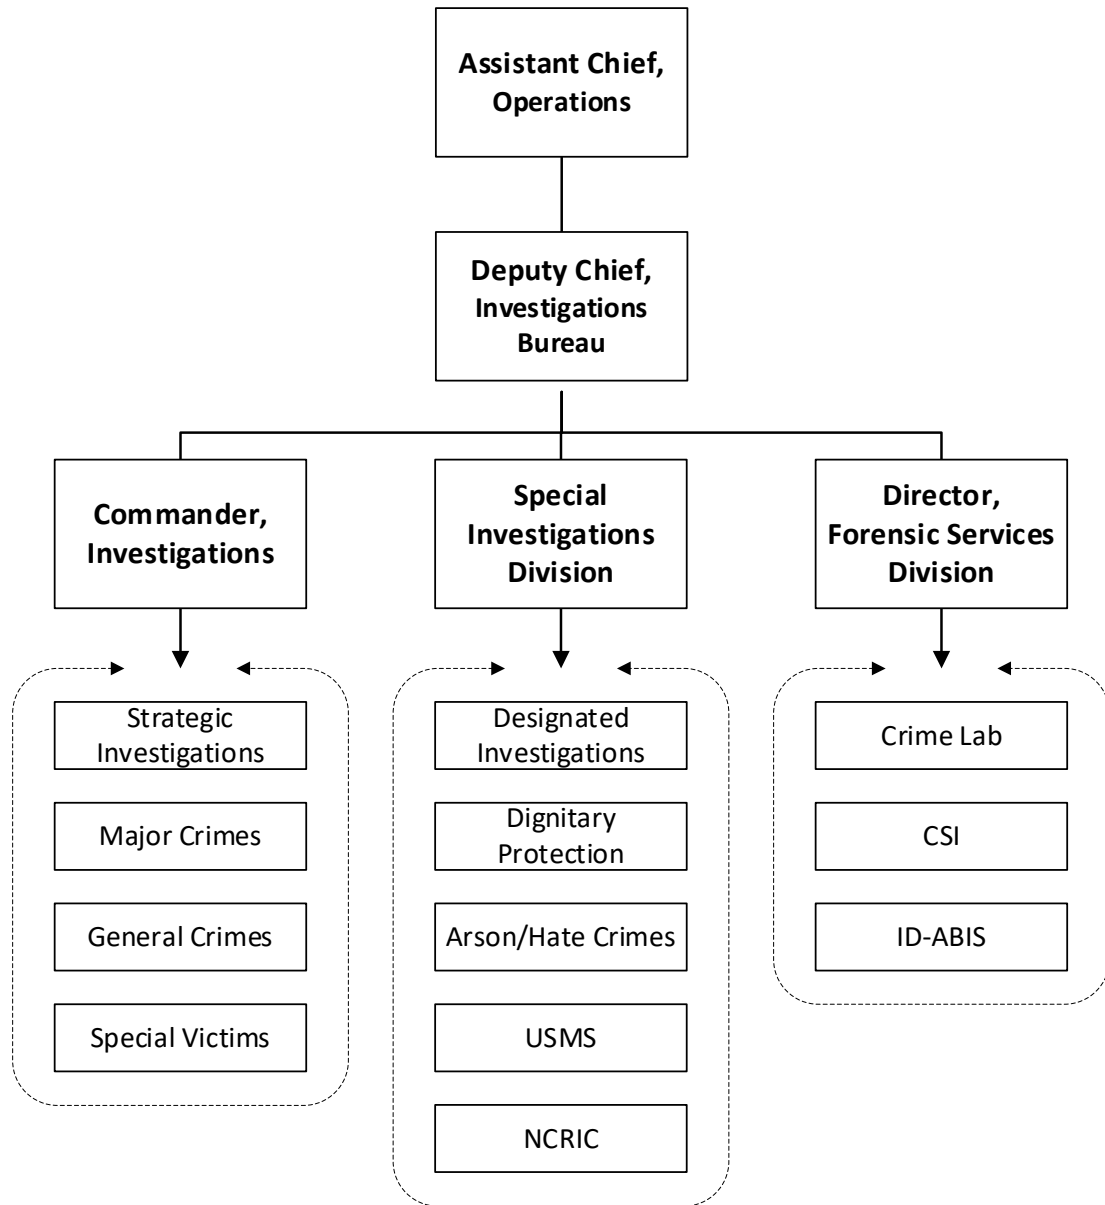 Assistant Chief,
Operations
Deputy Chief,
Investigations
Bureau
Commander,
Investigations
Special
Investigations
Division
Director,
Forensic Services
Division
Strategic
Investigations
Major Crimes
General Crimes
Special Victims
Designated
Investigations
Dignitary
Protection
Arson/Hate Crimes
USMS
NCRIC
Crime Lab
CSI
ID-ABIS